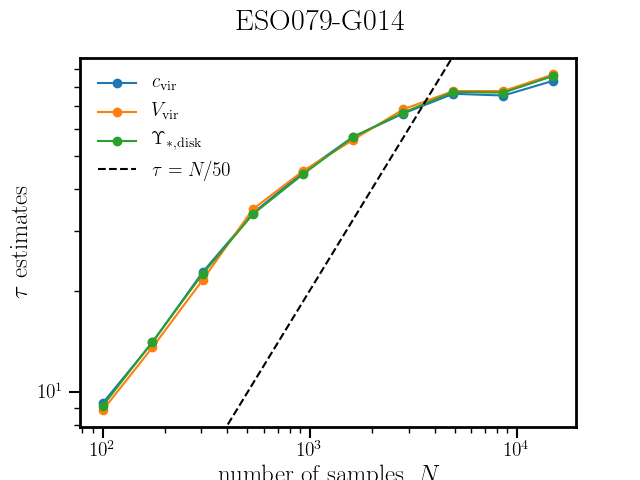 ESO079-G014
c_vir
V_vir
Υ_*,disk
τ = N/50
τ estimates
10^1
10^2 10^3 10^4
number of samples, N